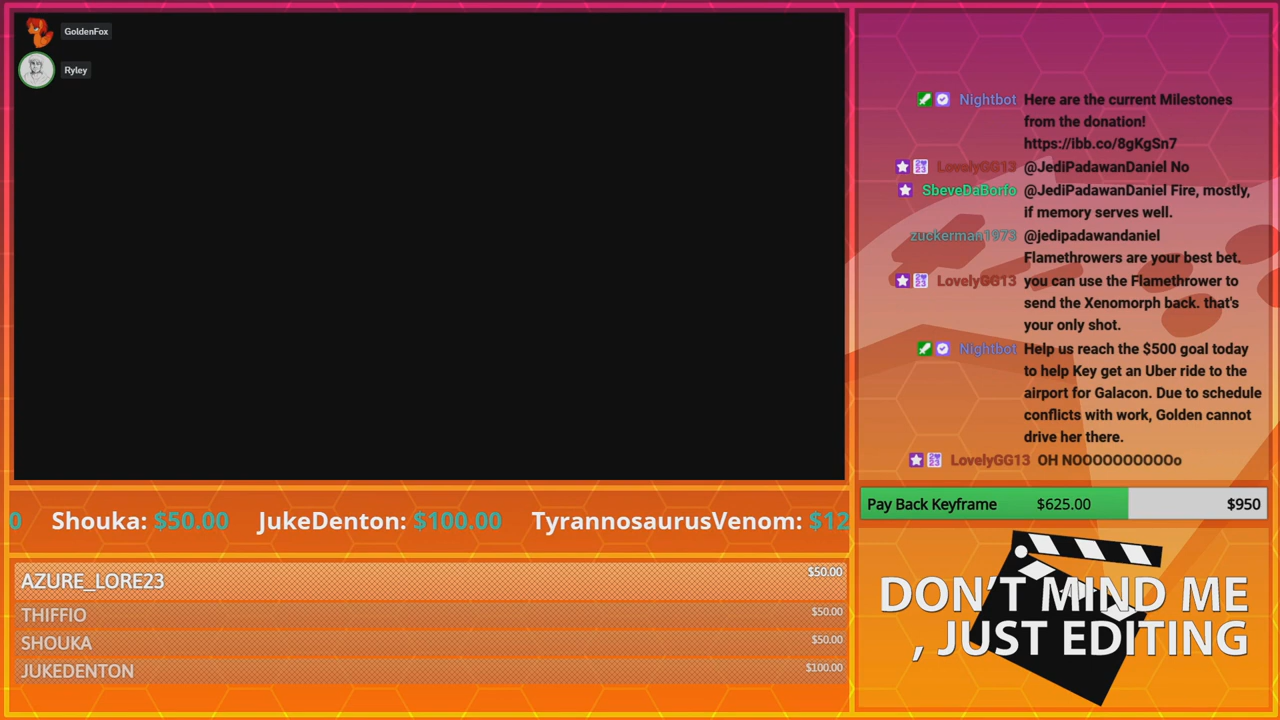 GoldenFox
Ryley
Nightbot Here are the current Milestones
from the donation!
https://ibb.co/8gKgSn7
LovelyGG13 @JediPadawanDaniel No
SbeveDaBorfo @JediPadawanDaniel Fire, mostly,
if memory serves well.
zuckerman1973 @jedipadawandaniel
Flamethrowers are your best bet.
LovelyGG13 you can use the Flamethrower to
send the Xenomorph back. that's
your only shot.
Nightbot Help us reach the $500 goal today
to help Key get an Uber ride to the
airport for Galacon. Due to schedule
conflicts with work, Golden cannot
drive her there.
LovelyGG13 OH NOOOOOOOOOOo
Pay Back Keyframe $625.00 $950
0 Shouka: $50.00 JukeDenton: $100.00 TyrannosaurusVenom: $12
AZURE_LORE23 $50.00
THIFFIO $50.00
SHOUKA $50.00
JUKEDENTON $100.00
DON'T MIND ME
, JUST EDITING